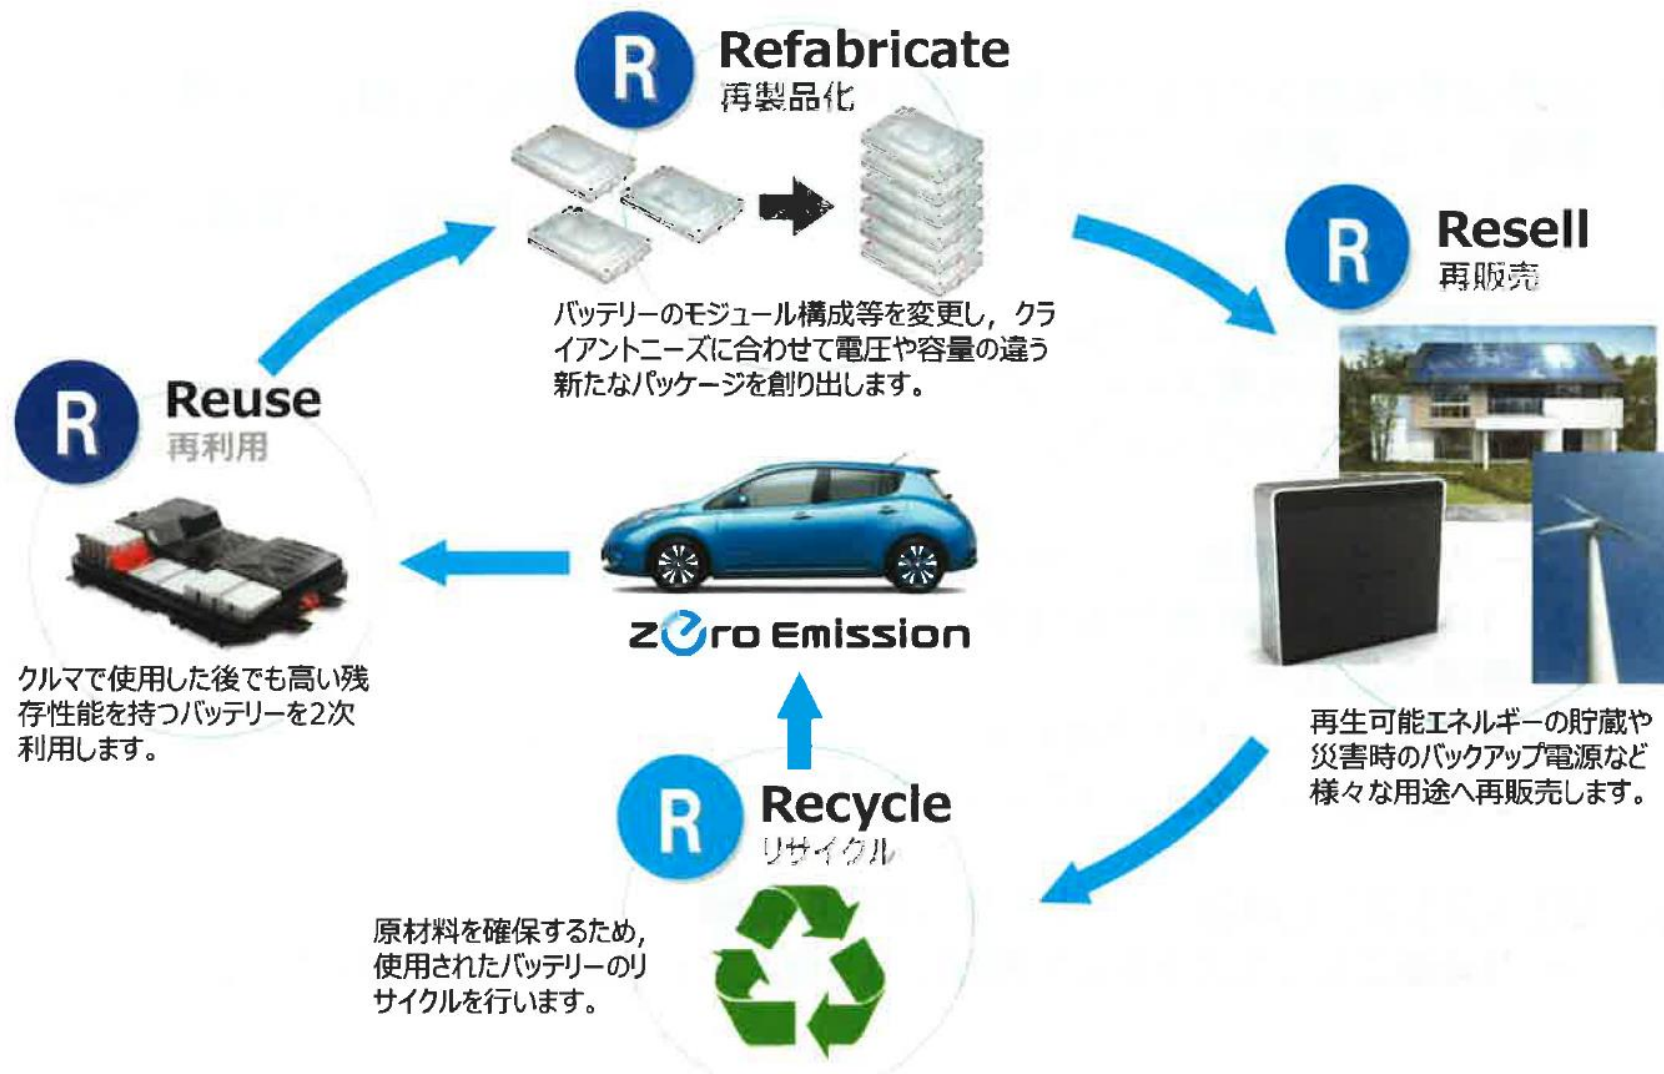 R
Refabricate
再製品化
バッテリーのモジュール構成等を変更し，クラ
イアントニーズに合わせて電圧や容量の違う
新たなパッケージを創り出します。
R
Resell
再販売
再生可能エネルギーの貯蔵や
災害時のバックアップ電源など
様々な用途へ再販売します。
R
Reuse
再利用
クルマで使用した後でも高い残
存性能を持つバッテリーを2次
利用します。
zero Emission
R
Recycle
リサイクル
原材料を確保するため，
使用されたバッテリーのリ
サイクルを行います。